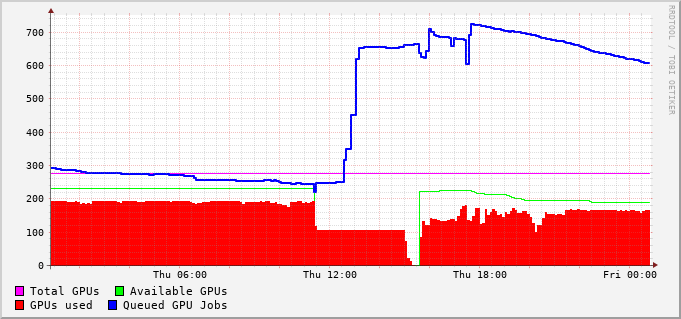 700
600
500
400
300
200
100
0
Thu 06:00 Thu 12:00 Thu 18:00 Fri 00:00
Total GPUs Available GPUs
GPUs used Queued GPU Jobs
RRDTOOL / TOBI OETIKER